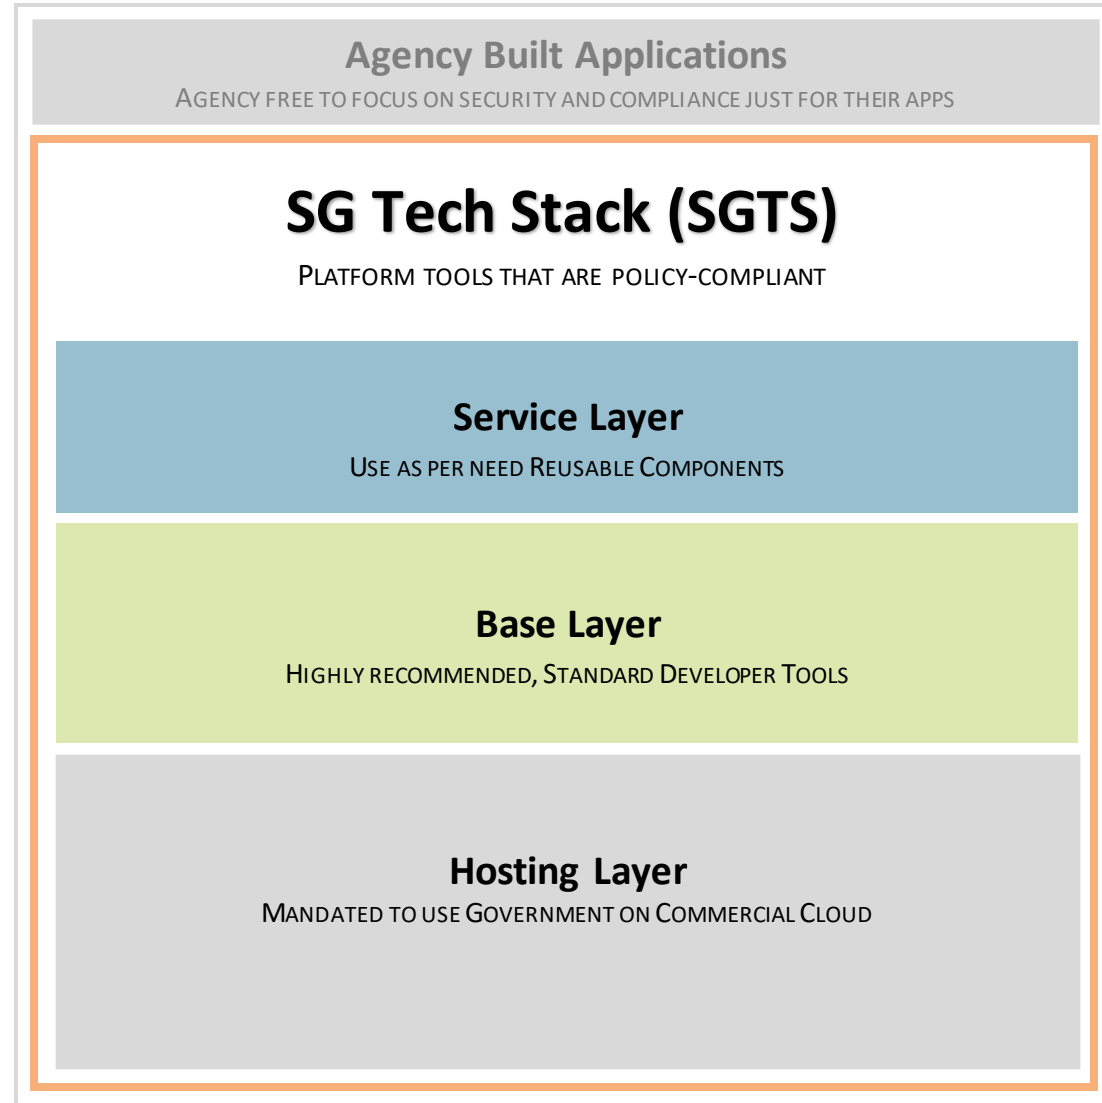 Agency Built Applications
AGENCY FREE TO FOCUS ON SECURITY AND COMPLIANCE JUST FOR THEIR APPS
SG Tech Stack (SGTS)
PLATFORM TOOLS THAT ARE POLICY-COMPLIANT
Service Layer
USE AS PER NEED REUSABLE COMPONENTS
Base Layer
HIGHLY RECOMMENDED, STANDARD DEVELOPER TOOLS
Hosting Layer
MANDATED TO USE GOVERNMENT ON COMMERCIAL CLOUD